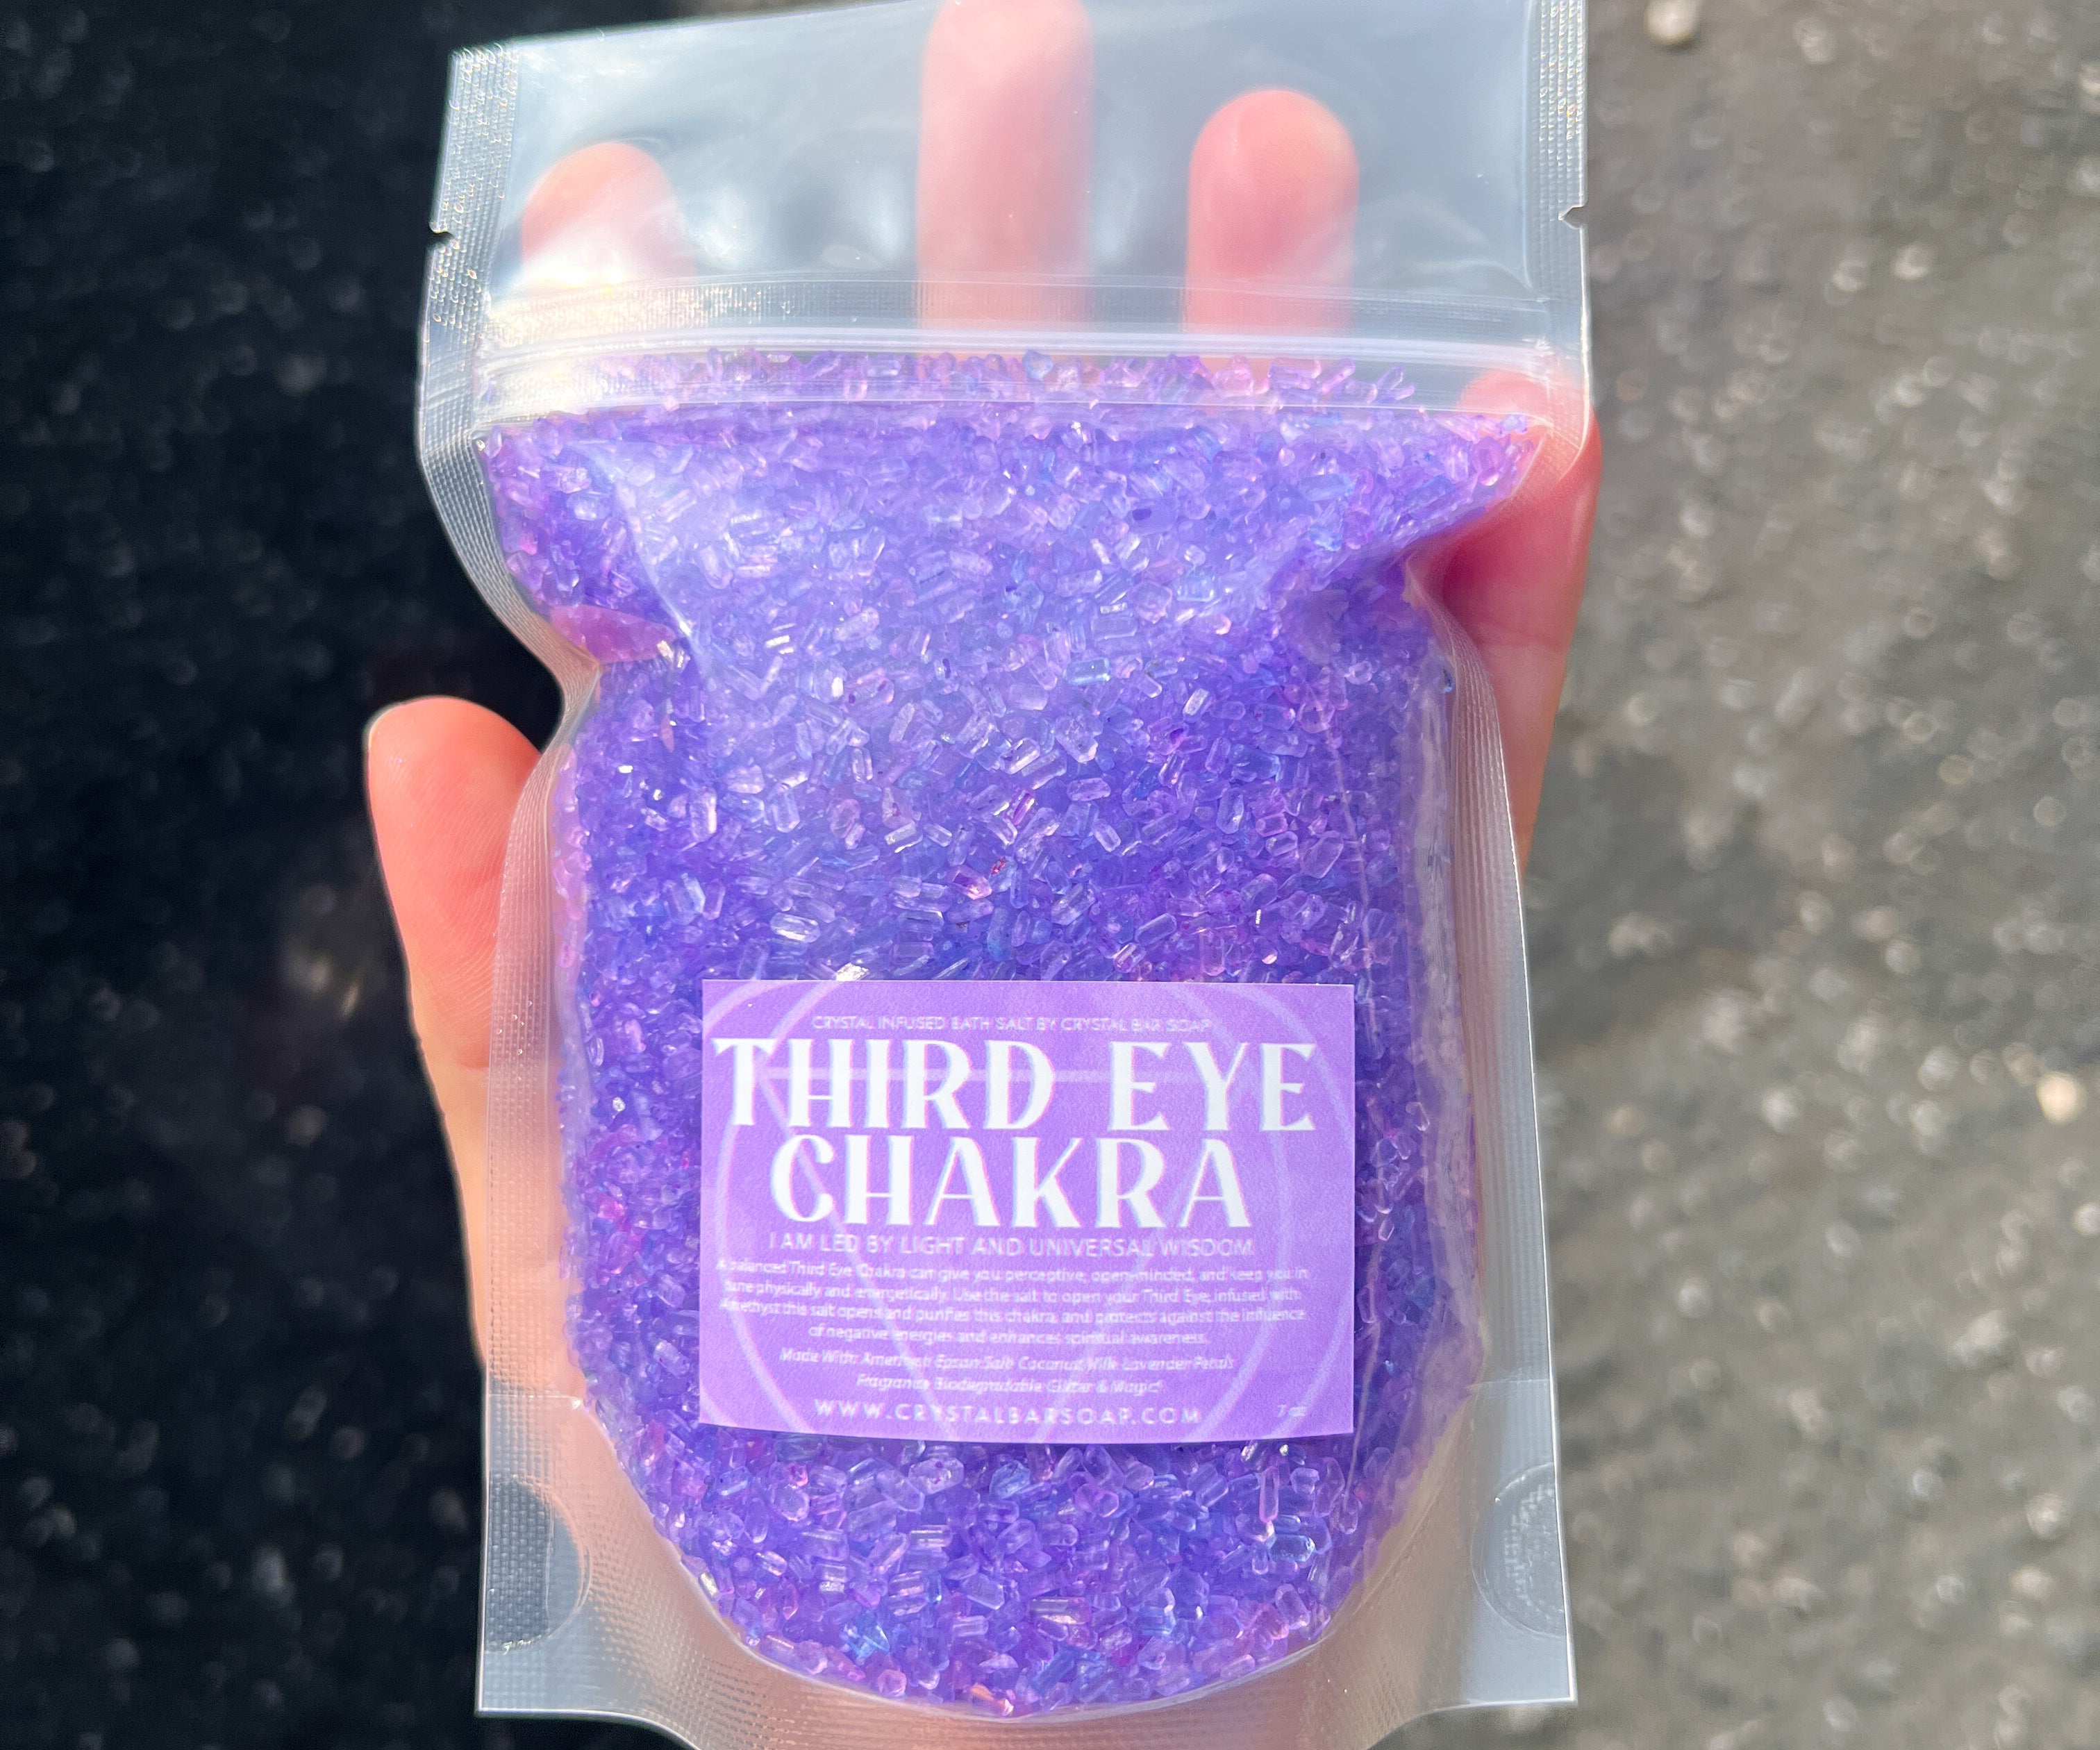 CRYSTAL INFUSED BATH SALT BY CRYSTAL BAR SOAP
THIRD EYE
CHAKRA
I AM LED BY LIGHT AND UNIVERSAL WISDOM
A balanced Third Eye Chakra can give you perceptive, open-minded, and keep you in
tune physically and energetically. Use the salt to open your Third Eye, infused with
Amethyst this salt opens and purifies this chakra, and protects against the influence
of negative energies and enhances spiritual awareness.
Made With: Amethyst Epsom Salt Coconut Milk Lavender Petals
Fragrance Biodegradable Glitter & Magic!
WWW.CRYSTALBARSOAP.COM
7 oz